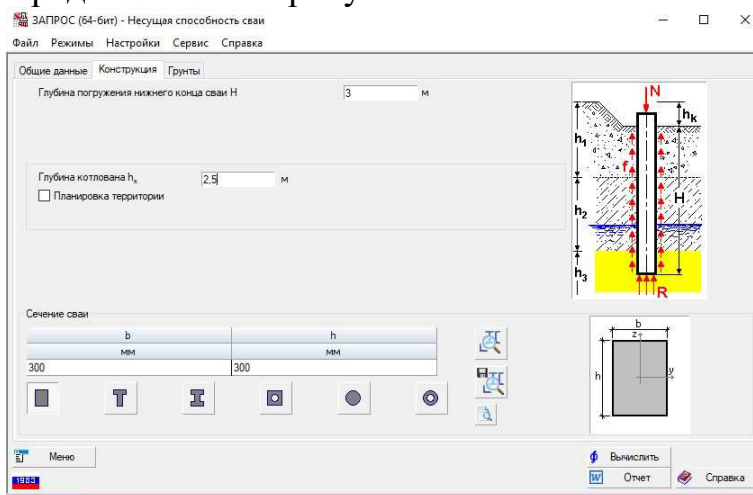 ЗАПРОС (64-бит) - Несущая способность сваи
Файл Режимы Настройки Сервис Справка
Общие данные Конструкция Грунты
Глубина погружения нижнего конца сваи H 3 м
Глубина котлована hк 2,5 м
Планировка территории
N
hk
h1
f
H
h2
h3
R
Сечение сваи
b h
мм мм
300 300
b
z
h
y
Меню
Вычислить
1983
W Отчет Справка